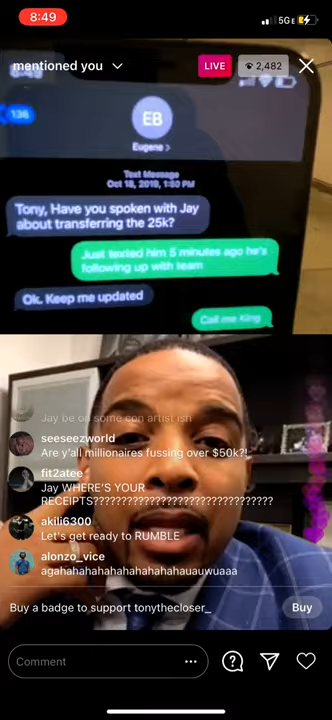 8:49
5GE
mentioned you
LIVE
2,482
136
EB
Eugene >
Text Message
Oct 18, 2019, 1:50 PM
Tony, Have you spoken with Jay
about transferring the 25k?
Just texted him 5 minutes ago he's
following up with team
Ok. Keep me updated
Call me King
Jay be on some con artist ish
seeseezworld
Are y'all millionaires fussing over $50k?!
fit2atee
Jay WHERE'S YOUR
RECEIPTS?????????????????????????????????
akili6300
Let's get ready to RUMBLE
alonzo_vice
agahahahahahahahahahahauauwuaaa
Buy a badge to support tonythecloser_
Buy
Comment